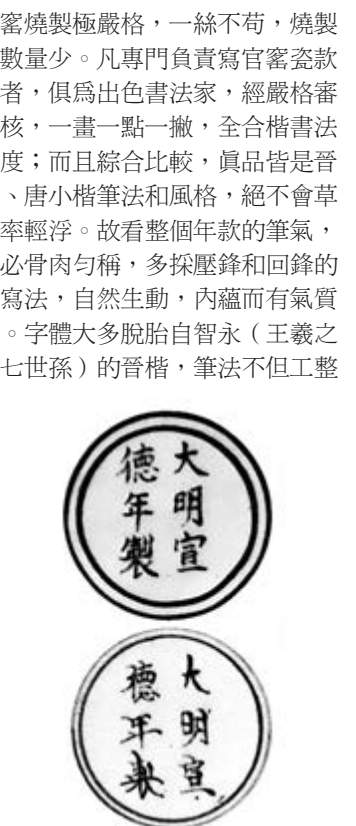 窰燒製極嚴格，一絲不苟，燒製
數量少。凡專門負責寫官窰瓷款
者，俱爲出色書法家，經嚴格審
核，一畫一點一撇，全合楷書法
度；而且綜合比較，眞品皆是晉
、唐小楷筆法和風格，絕不會草
率輕浮。故看整個年款的筆氣，
必骨肉匀稱，多採壓鋒和回鋒的
寫法，自然生動，內蘊而有氣質
。字體大多脫胎自智永（王羲之
七世孫）的晉楷，筆法不但工整
大明宣
德年製
大明宣
德年製